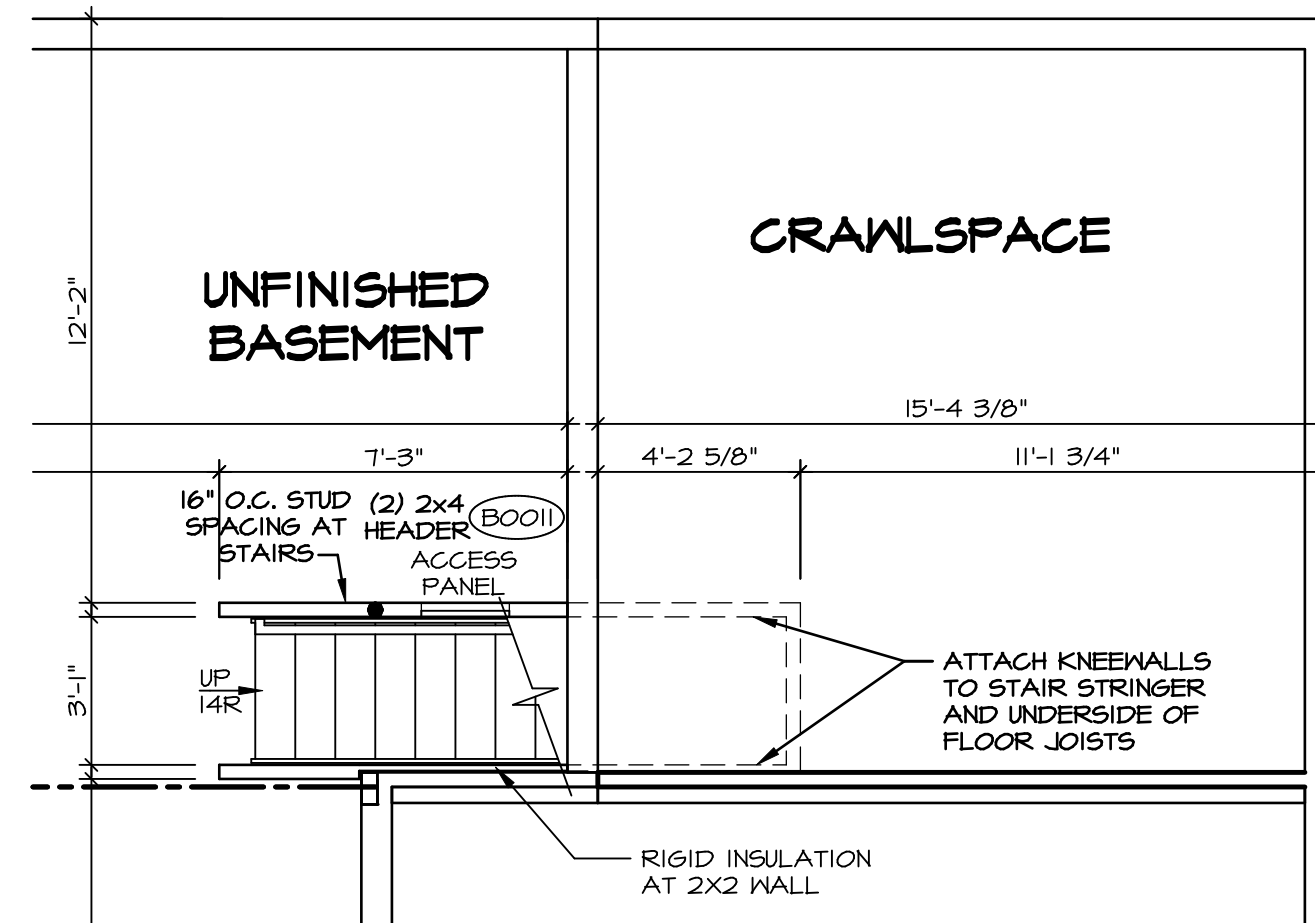 CRAWLSPACE
UNFINISHED
BASEMENT
12'-2"
15'-4 3/8"
7'-3"
4'-2 5/8"
11'-1 3/4"
16" O.C. STUD
SPACING AT
STAIRS
(2) 2x4
HEADER
B0011
ACCESS
PANEL
3'-1"
UP
14R
ATTACH KNEEWALLS
TO STAIR STRINGER
AND UNDERSIDE OF
FLOOR JOISTS
RIGID INSULATION
AT 2X2 WALL